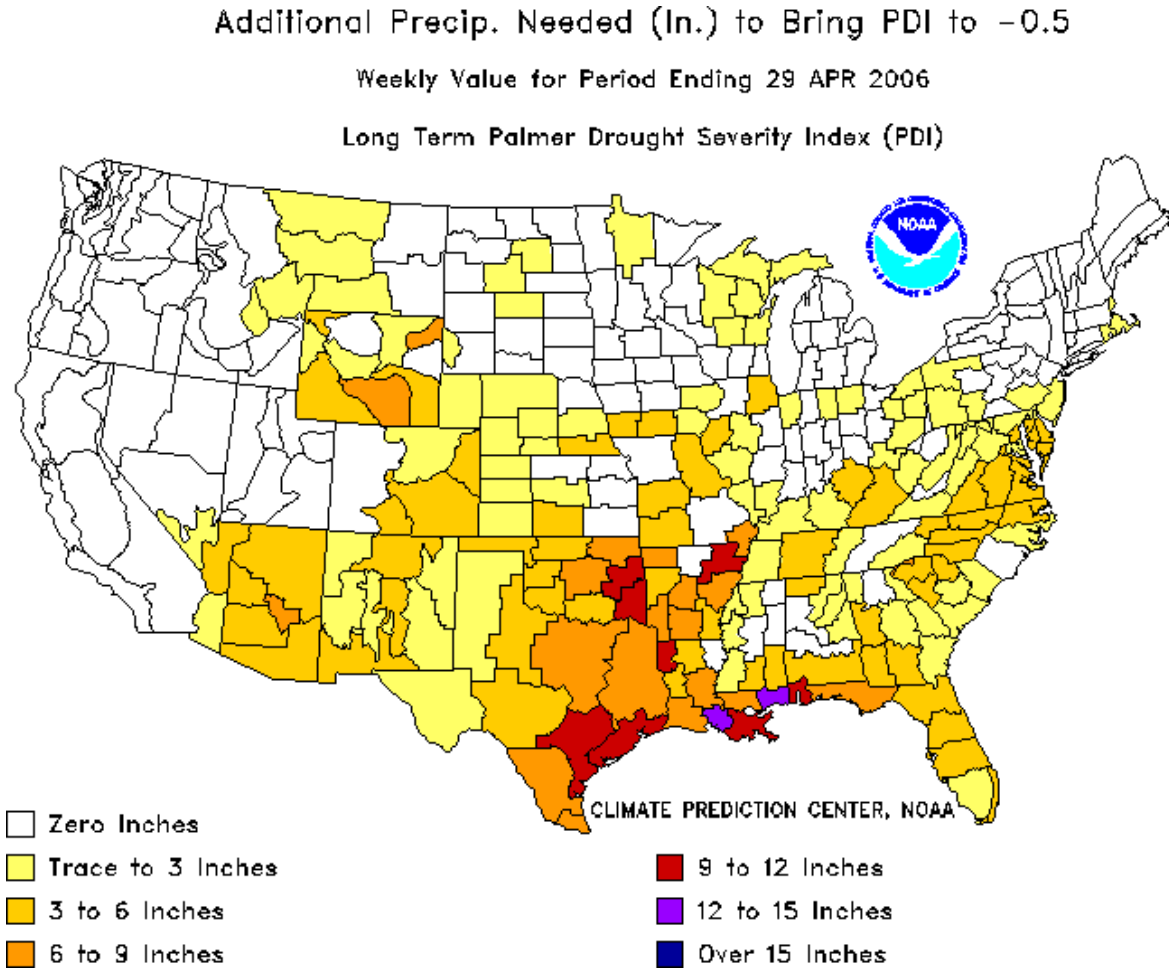 Additional Precip. Needed (In.) to Bring PDI to -0.5
Weekly Value for Period Ending 29 APR 2006
Long Term Palmer Drought Severity Index (PDI)
NOAA
CLIMATE PREDICTION CENTER, NOAA
Zero Inches
Trace to 3 Inches
3 to 6 Inches
6 to 9 Inches
9 to 12 Inches
12 to 15 Inches
Over 15 Inches